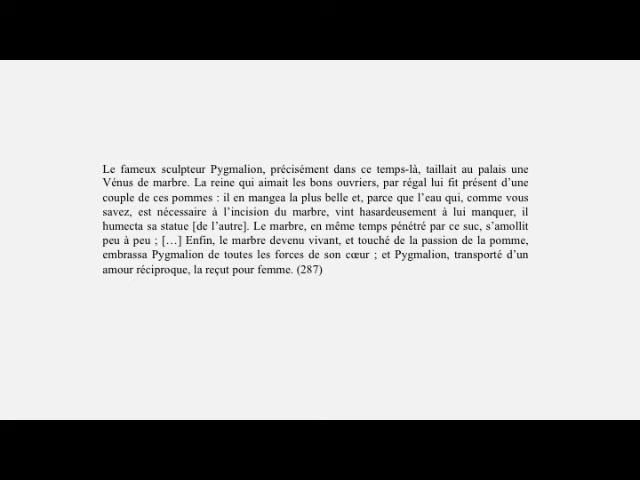 Le fameux sculpteur Pygmalion, précisément dans ce temps-là, taillait au palais une
Vénus de marbre. La reine qui aimait les bons ouvriers, par régal lui fit présent d’une
couple de ces pommes : il en mangea la plus belle et, parce que l’eau qui, comme vous
savez, est nécessaire à l’incision du marbre, vint hasardeusement à lui manquer, il
humecta sa statue [de l’autre]. Le marbre, en même temps pénétré par ce suc, s’amollit
peu à peu ; […] Enfin, le marbre devenu vivant, et touché de la passion de la pomme,
embrassa Pygmalion de toutes les forces de son cœur ; et Pygmalion, transporté d’un
amour réciproque, la reçut pour femme. (287)